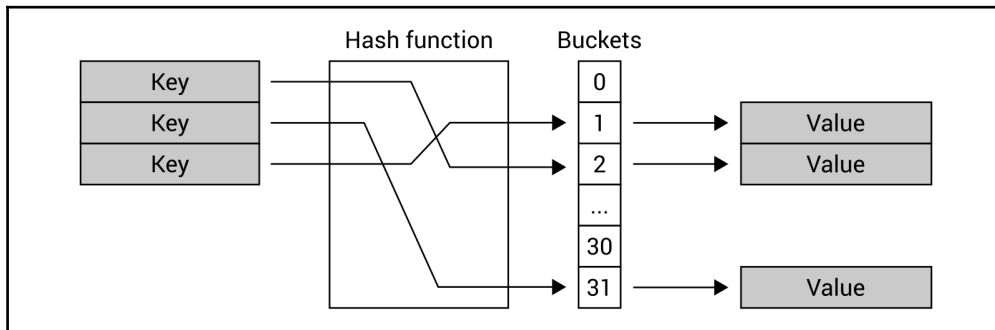 Hash function
Buckets
Key
Key
Key
0
1
2
...
30
31
Value
Value
Value